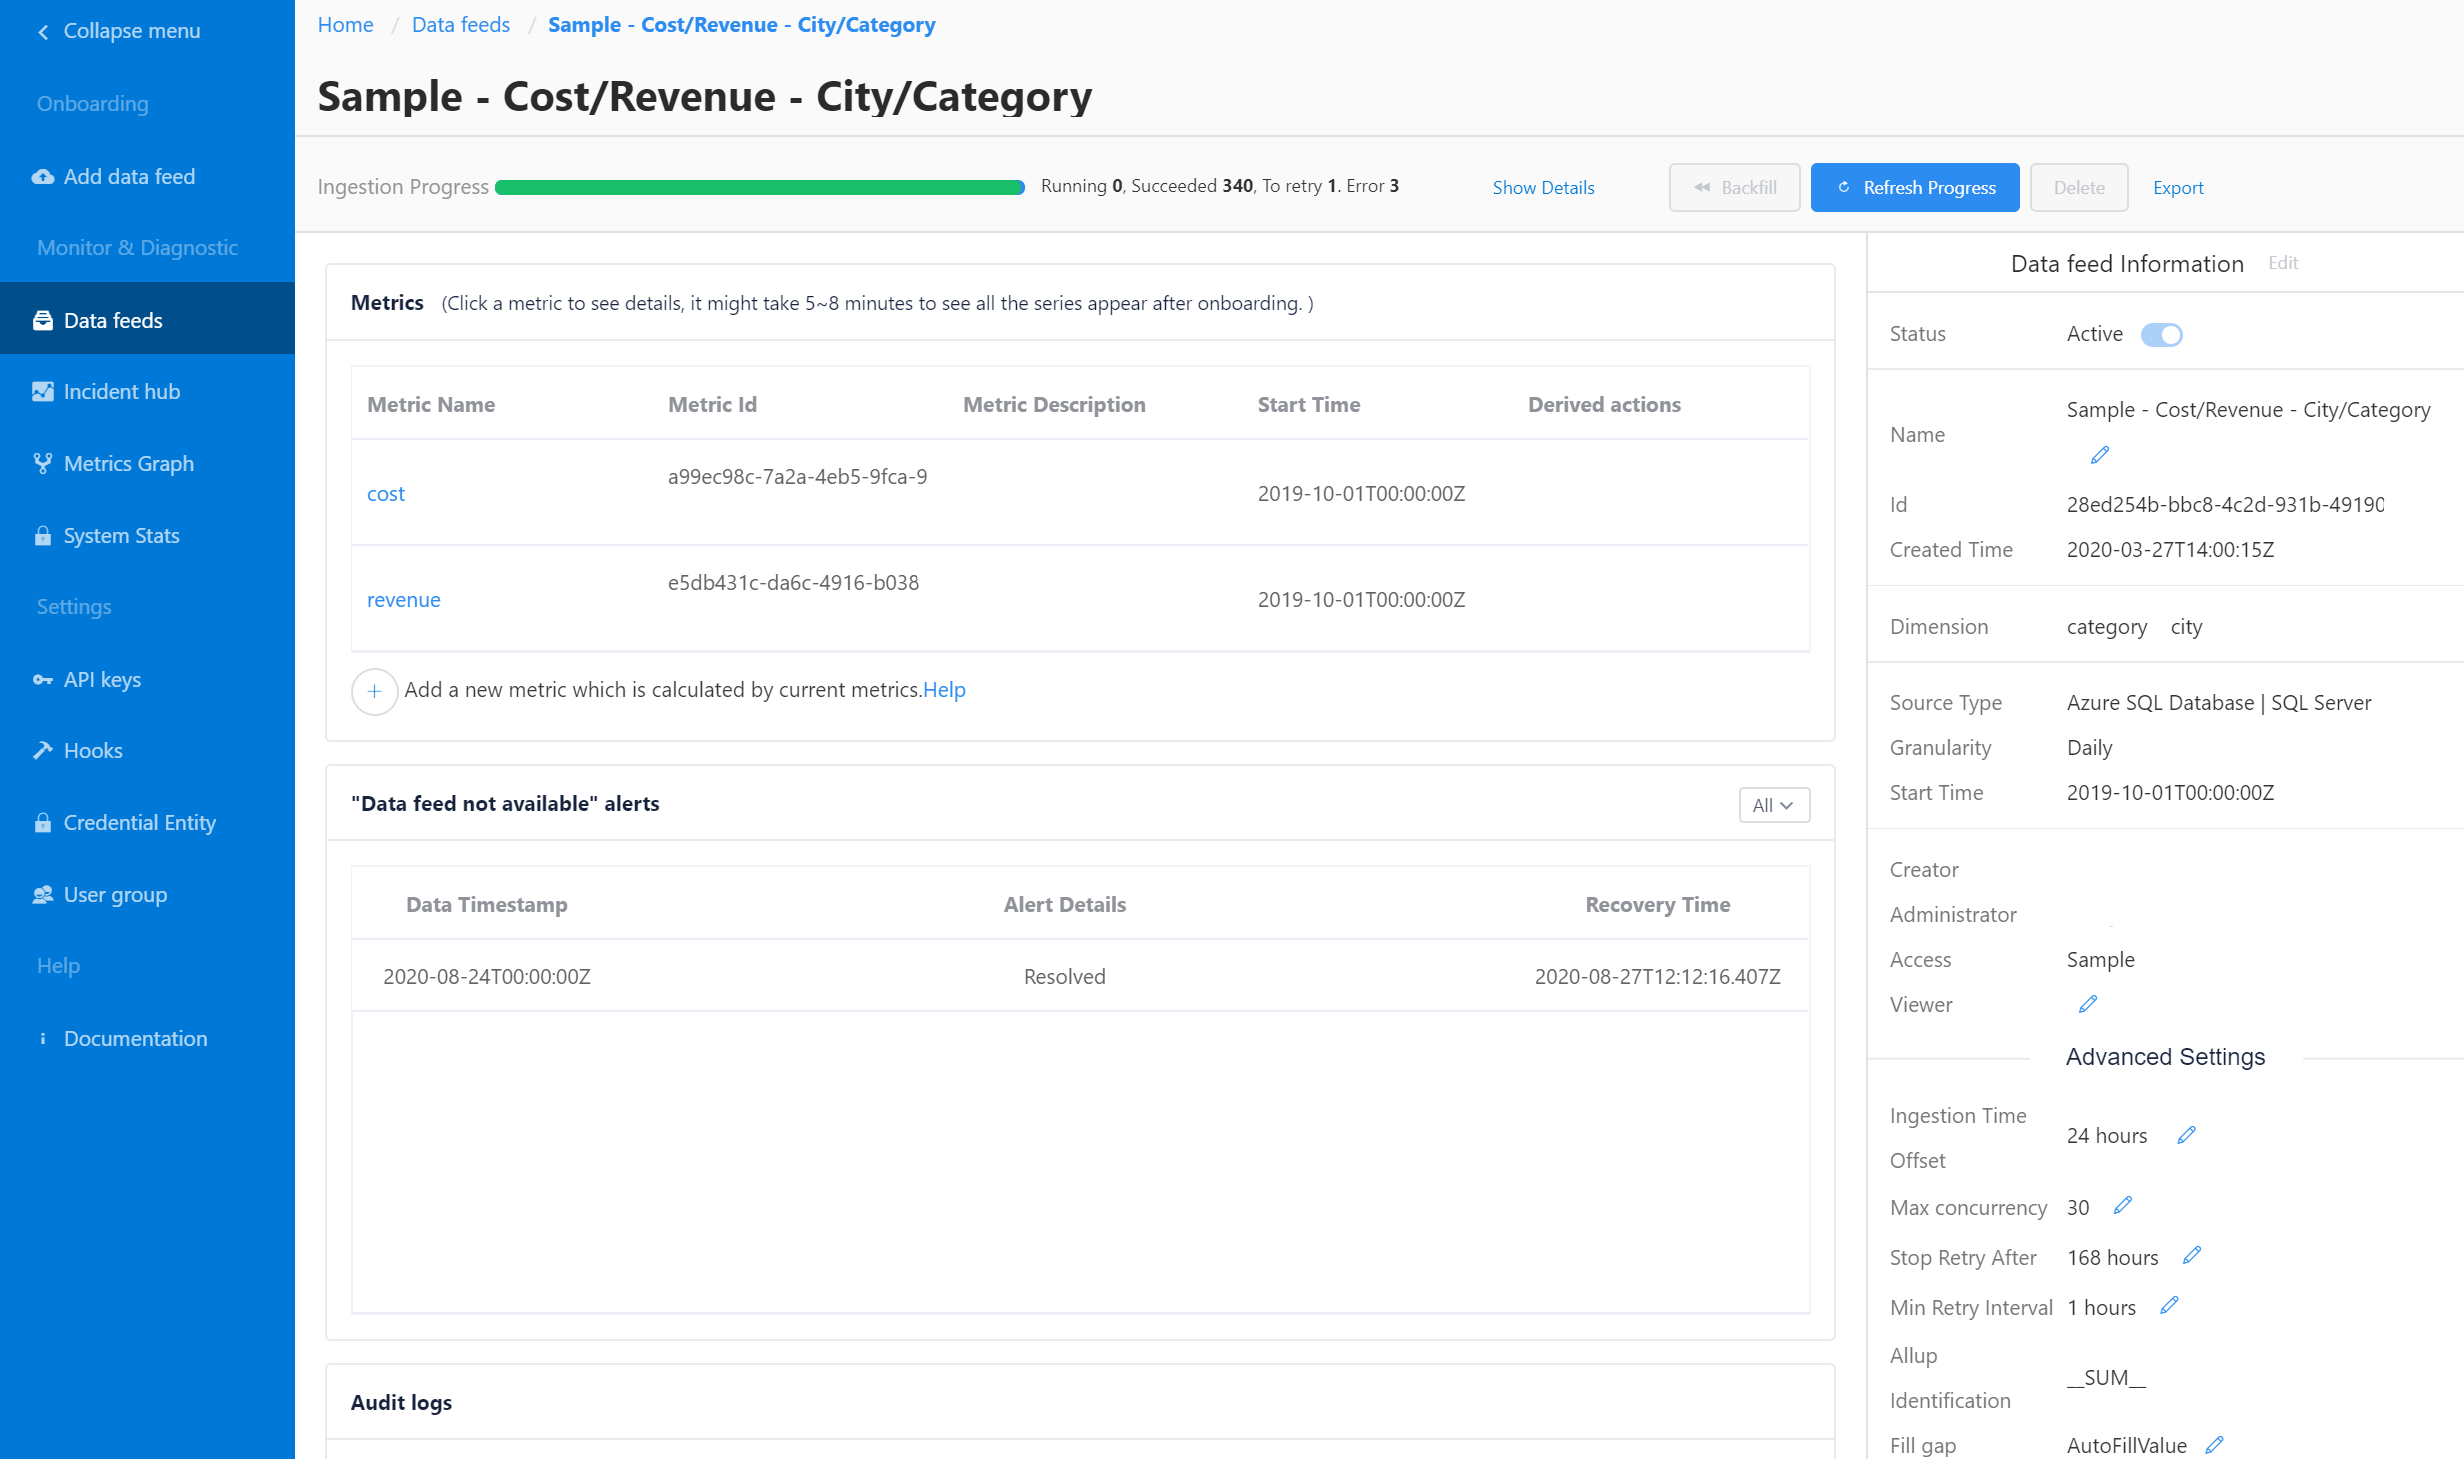 Collapse menu
Onboarding
Add data feed
Monitor & Diagnostic
Data feeds
Incident hub
Metrics Graph
System Stats
Settings
API keys
Hooks
Credential Entity
User group
Help
Documentation
Home / Data feeds / Sample - Cost/Revenue - City/Category
Sample - Cost/Revenue - City/Category
Ingestion Progress Running 0, Succeeded 340, To retry 1. Error 3 Show Details Backfill Refresh Progress Delete Export
Metrics (Click a metric to see details, it might take 5~8 minutes to see all the series appear after onboarding. )
Metric Name Metric Id Metric Description Start Time Derived actions
cost a99ec98c-7a2a-4eb5-9fca-9 2019-10-01T00:00:00Z
revenue e5db431c-da6c-4916-b038 2019-10-01T00:00:00Z
+ Add a new metric which is calculated by current metrics.Help
"Data feed not available" alerts All
Data Timestamp Alert Details Recovery Time
2020-08-24T00:00:00Z Resolved 2020-08-27T12:12:16.407Z
Audit logs
Data feed Information Edit
Status Active
Name Sample - Cost/Revenue - City/Category
Id 28ed254b-bbc8-4c2d-931b-49190
Created Time 2020-03-27T14:00:15Z
Dimension category city
Source Type Azure SQL Database | SQL Server
Granularity Daily
Start Time 2019-10-01T00:00:00Z
Creator
Administrator
Access Sample
Viewer
Advanced Settings
Ingestion Time
Offset 24 hours
Max concurrency 30
Stop Retry After 168 hours
Min Retry Interval 1 hours
Allup
Identification __SUM__
Fill gap AutoFillValue